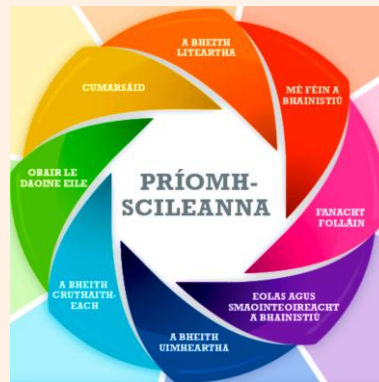 A BHEITH
LITEARTHA
MÉ FÉIN A
BHAINISTIÚ
FANACHT
FOLLÁIN
EOLAS AGUS
SMAOINTEOIREACHT
A BHAINISTIÚ
A BHEITH
UIMHEARTHA
A BHEITH
CRUTHAITH-
EACH
OBAIR LE
DAOINE EILE
CUMARSÁID
PRÍOMH-
SCILEANNA